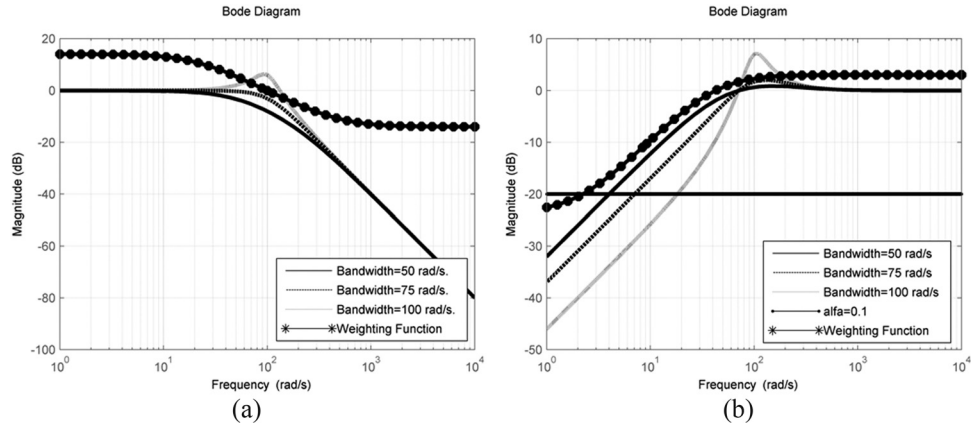 Bode Diagram
20
0
-20
-40
-60
-80
-100
Magnitude (dB)
10^0
10^1
10^2
10^3
10^4
Frequency (rad/s)
Bandwidth=50 rad/s.
Bandwidth=75 rad/s.
Bandwidth=100 rad/s.
Weighting Function
(a)
Bode Diagram
10
0
-10
-20
-30
-40
-50
Magnitude (dB)
10^0
10^1
10^2
10^3
10^4
Frequency (rad/s)
Bandwidth=50 rad/s
Bandwidth=75 rad/s
Bandwidth=100 rad/s
alfa=0.1
Weighting Function
(b)